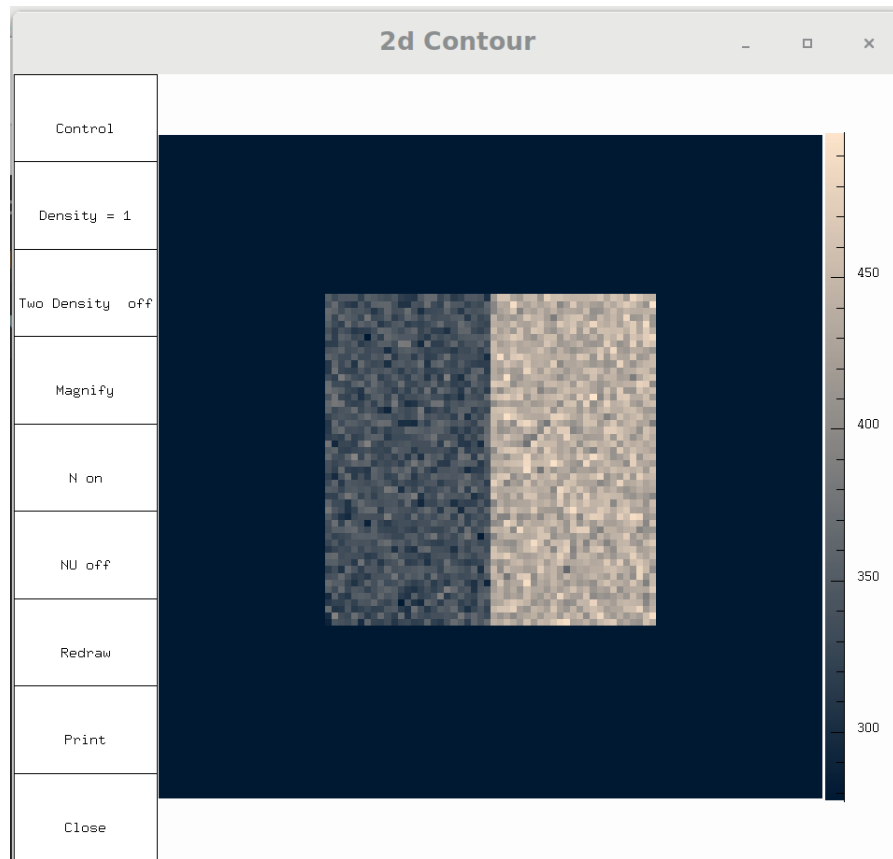 2d Contour
Control
Density = 1
Two Density  off
Magnify
N on
NU off
Redraw
Print
Close
450
400
350
300